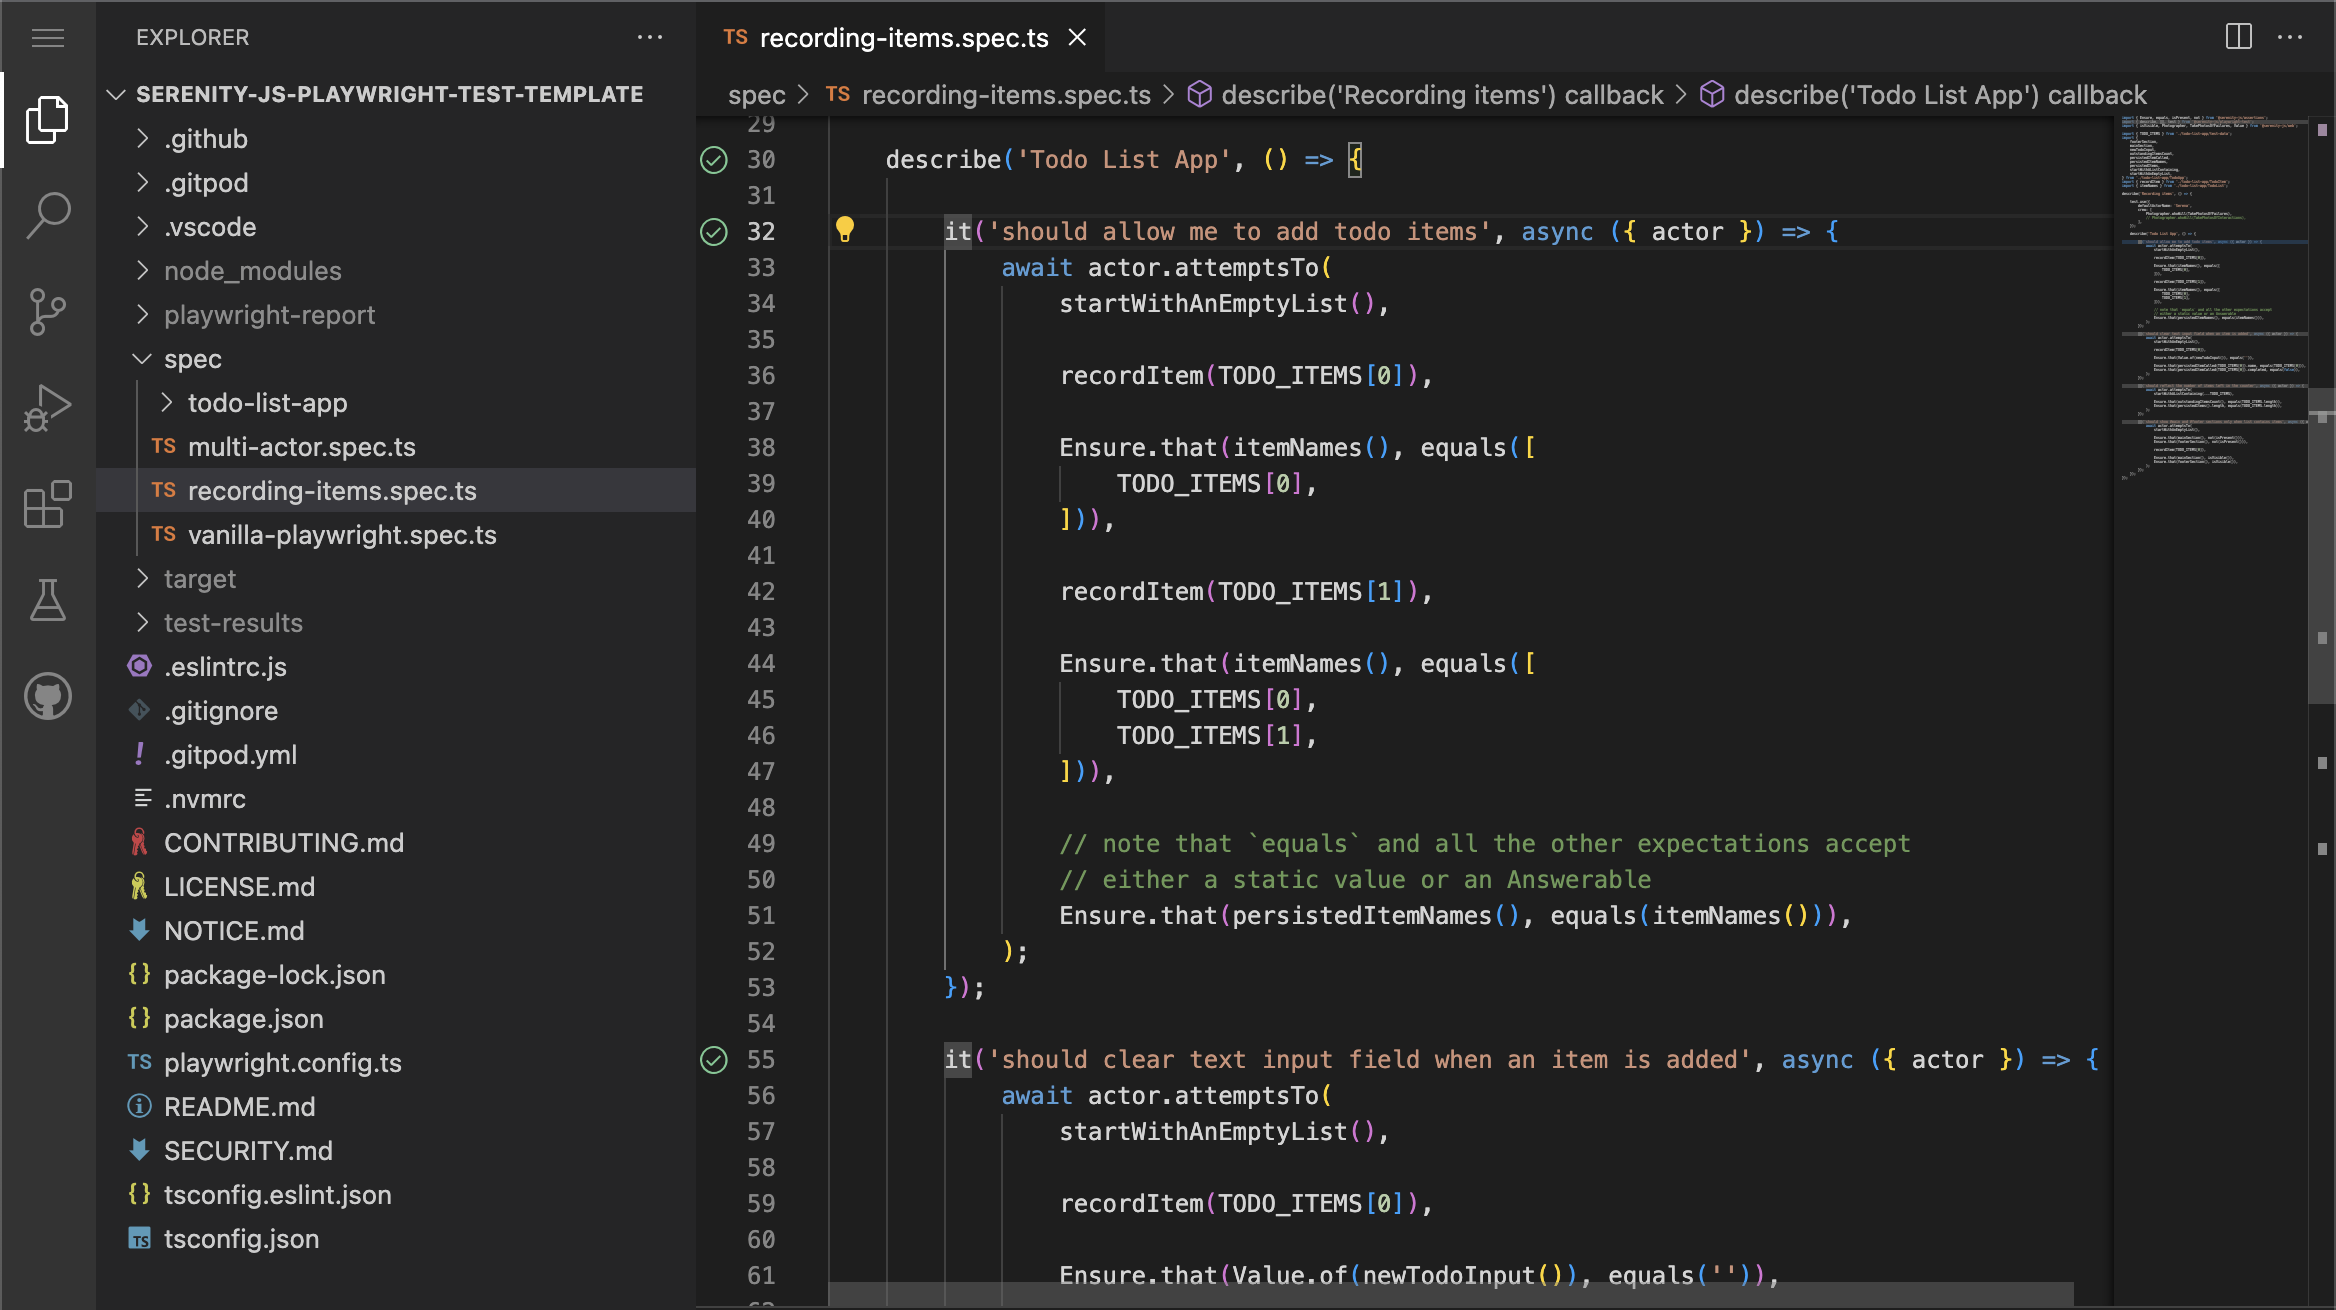 EXPLORER
SERENITY-JS-PLAYWRIGHT-TEST-TEMPLATE
.github
.gitpod
.vscode
node_modules
playwright-report
spec
todo-list-app
TS multi-actor.spec.ts
TS recording-items.spec.ts
TS vanilla-playwright.spec.ts
target
test-results
.eslintrc.js
.gitignore
! .gitpod.yml
.nvmrc
CONTRIBUTING.md
LICENSE.md
NOTICE.md
{} package-lock.json
{} package.json
TS playwright.config.ts
README.md
SECURITY.md
{} tsconfig.eslint.json
TS tsconfig.json
TS recording-items.spec.ts
spec > TS recording-items.spec.ts > describe('Recording items') callback > describe('Todo List App') callback
29
30 describe('Todo List App', () => {
31
32 it('should allow me to add todo items', async ({ actor }) => {
33 await actor.attemptsTo(
34 startWithAnEmptyList(),
35
36 recordItem(TODO_ITEMS[0]),
37
38 Ensure.that(itemNames(), equals([
39 TODO_ITEMS[0],
40 ])),
41
42 recordItem(TODO_ITEMS[1]),
43
44 Ensure.that(itemNames(), equals([
45 TODO_ITEMS[0],
46 TODO_ITEMS[1],
47 ])),
48
49 // note that `equals` and all the other expectations accept
50 // either a static value or an Answerable
51 Ensure.that(persistedItemNames(), equals(itemNames())),
52 );
53 });
54
55 it('should clear text input field when an item is added', async ({ actor }) => {
56 await actor.attemptsTo(
57 startWithAnEmptyList(),
58
59 recordItem(TODO_ITEMS[0]),
60
61 Ensure.that(Value.of(newTodoInput()), equals('')),